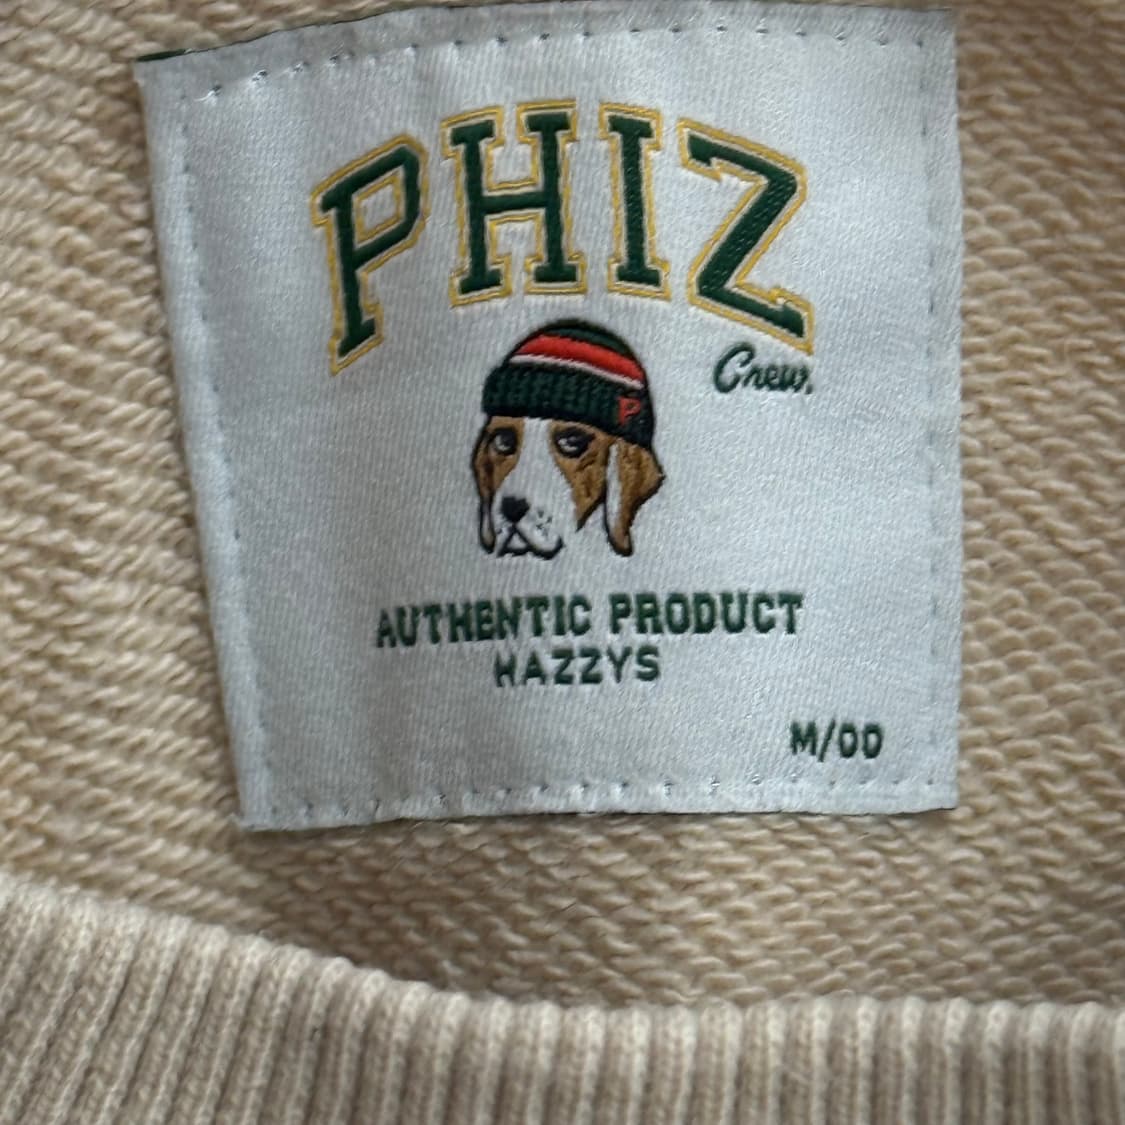 PHIZ
Crew.
P
AUTHENTIC PRODUCT
HAZZYS
M/00